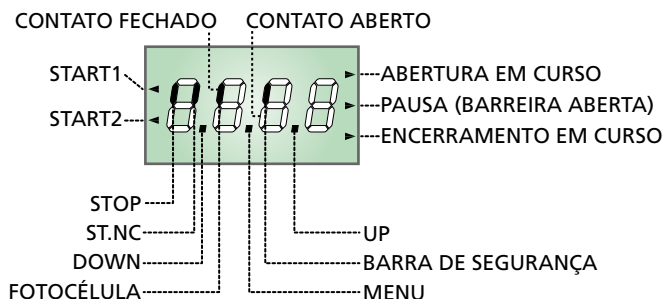 CONTATO FECHADO
CONTATO ABERTO
START1
START2
ABERTURA EM CURSO
PAUSA (BARREIRA ABERTA)
ENCERRAMENTO EM CURSO
STOP
ST.NC
DOWN
FOTOCÉLULA
UP
BARRA DE SEGURANÇA
MENU